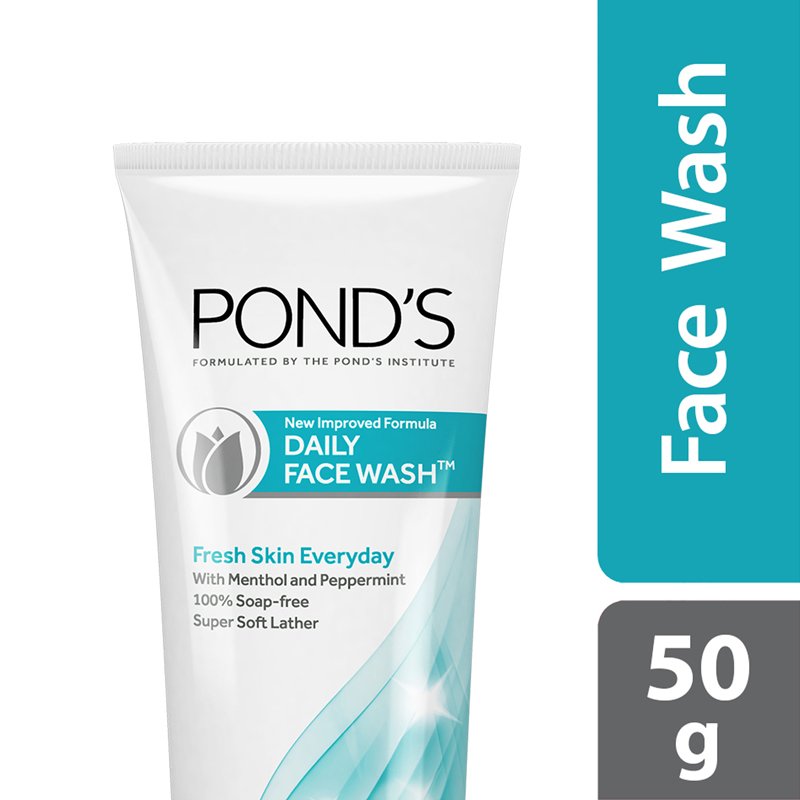 POND'S
FORMULATED BY THE POND'S INSTITUTE
New Improved Formula
DAILY
FACE WASH™
Fresh Skin Everyday
With Menthol and Peppermint
100% Soap-free
Super Soft Lather
Face Wash
50
g